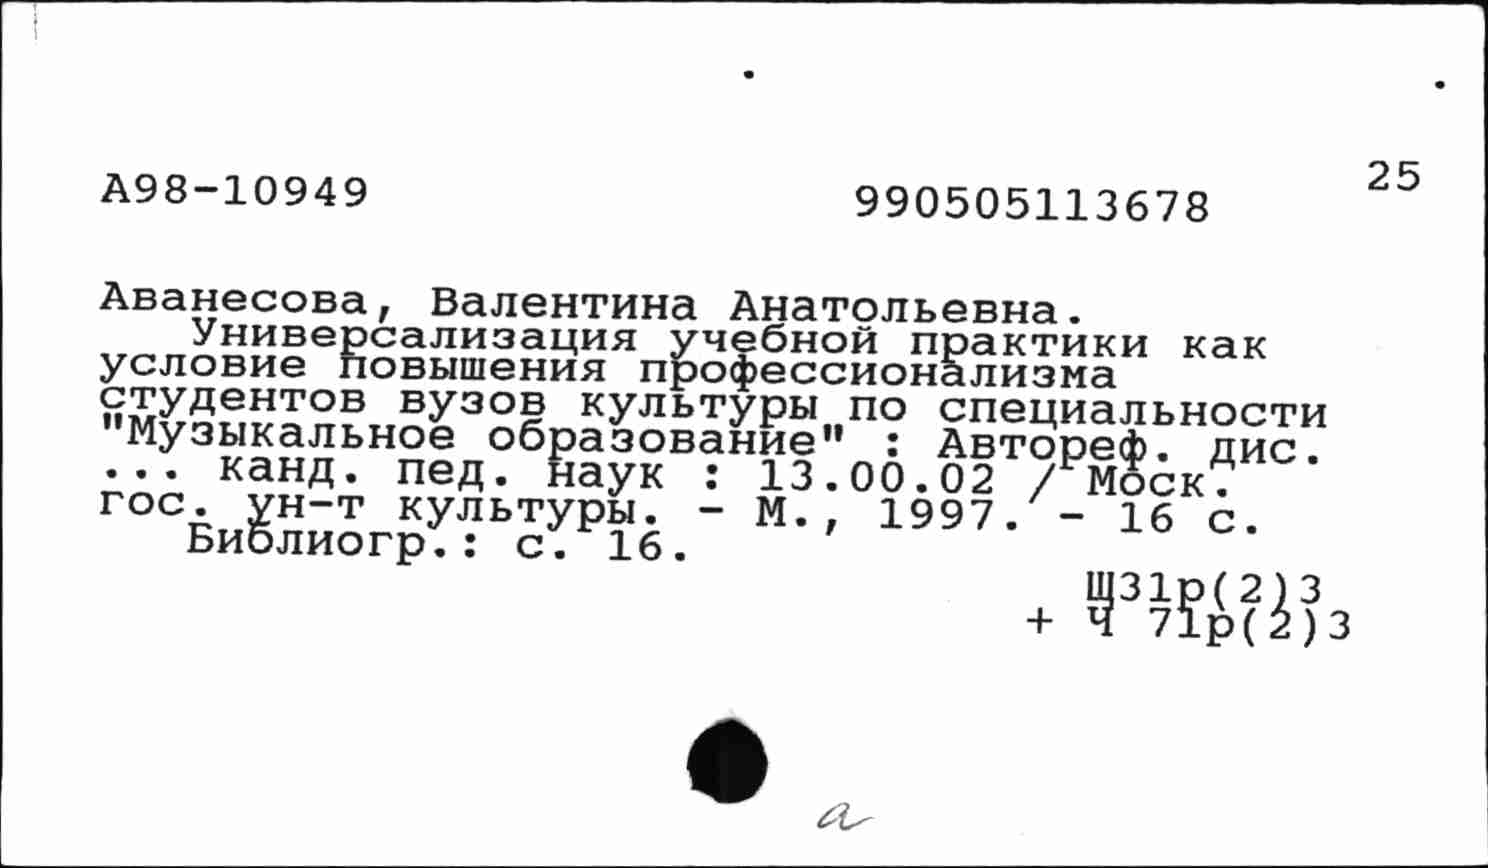 25
А98-10949 990505113678
Аванесова, Валентина Анатольевна.
Универсализация учебной практики как
условие повышения профессионализма
студентов вузов культуры по специальности
"Музыкальное образование" : Автореф. дис.
... канд. пед. наук : 13.00.02 / Моск.
гос. ун-т культуры. - М., 1997. - 16 с.
Библиогр.: с. 16.
Щ31р(2)3
+ Ч 71р(2)3
а